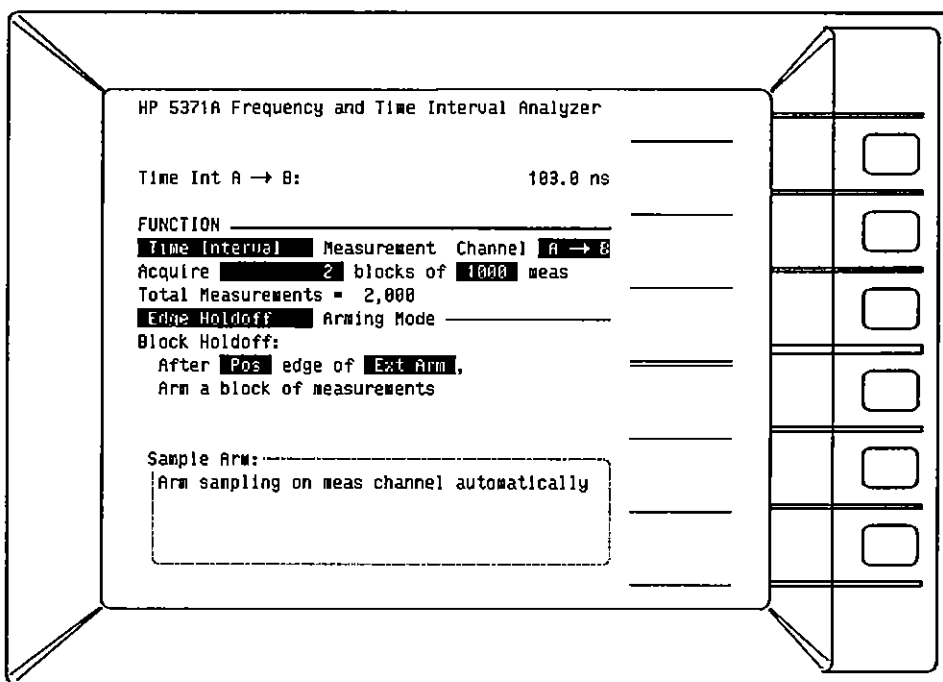 HP 5371A Frequency and Time Interval Analyzer
Time Int A → B: 103.0 ns
FUNCTION
Time Interval Measurement Channel A → B
Acquire 2 blocks of 1000 meas
Total Measurements = 2,000
Edge Holdoff Arming Mode
Block Holdoff:
After Pos edge of Ext Arm,
Arm a block of measurements
Sample Arm:
Arm sampling on meas channel automatically